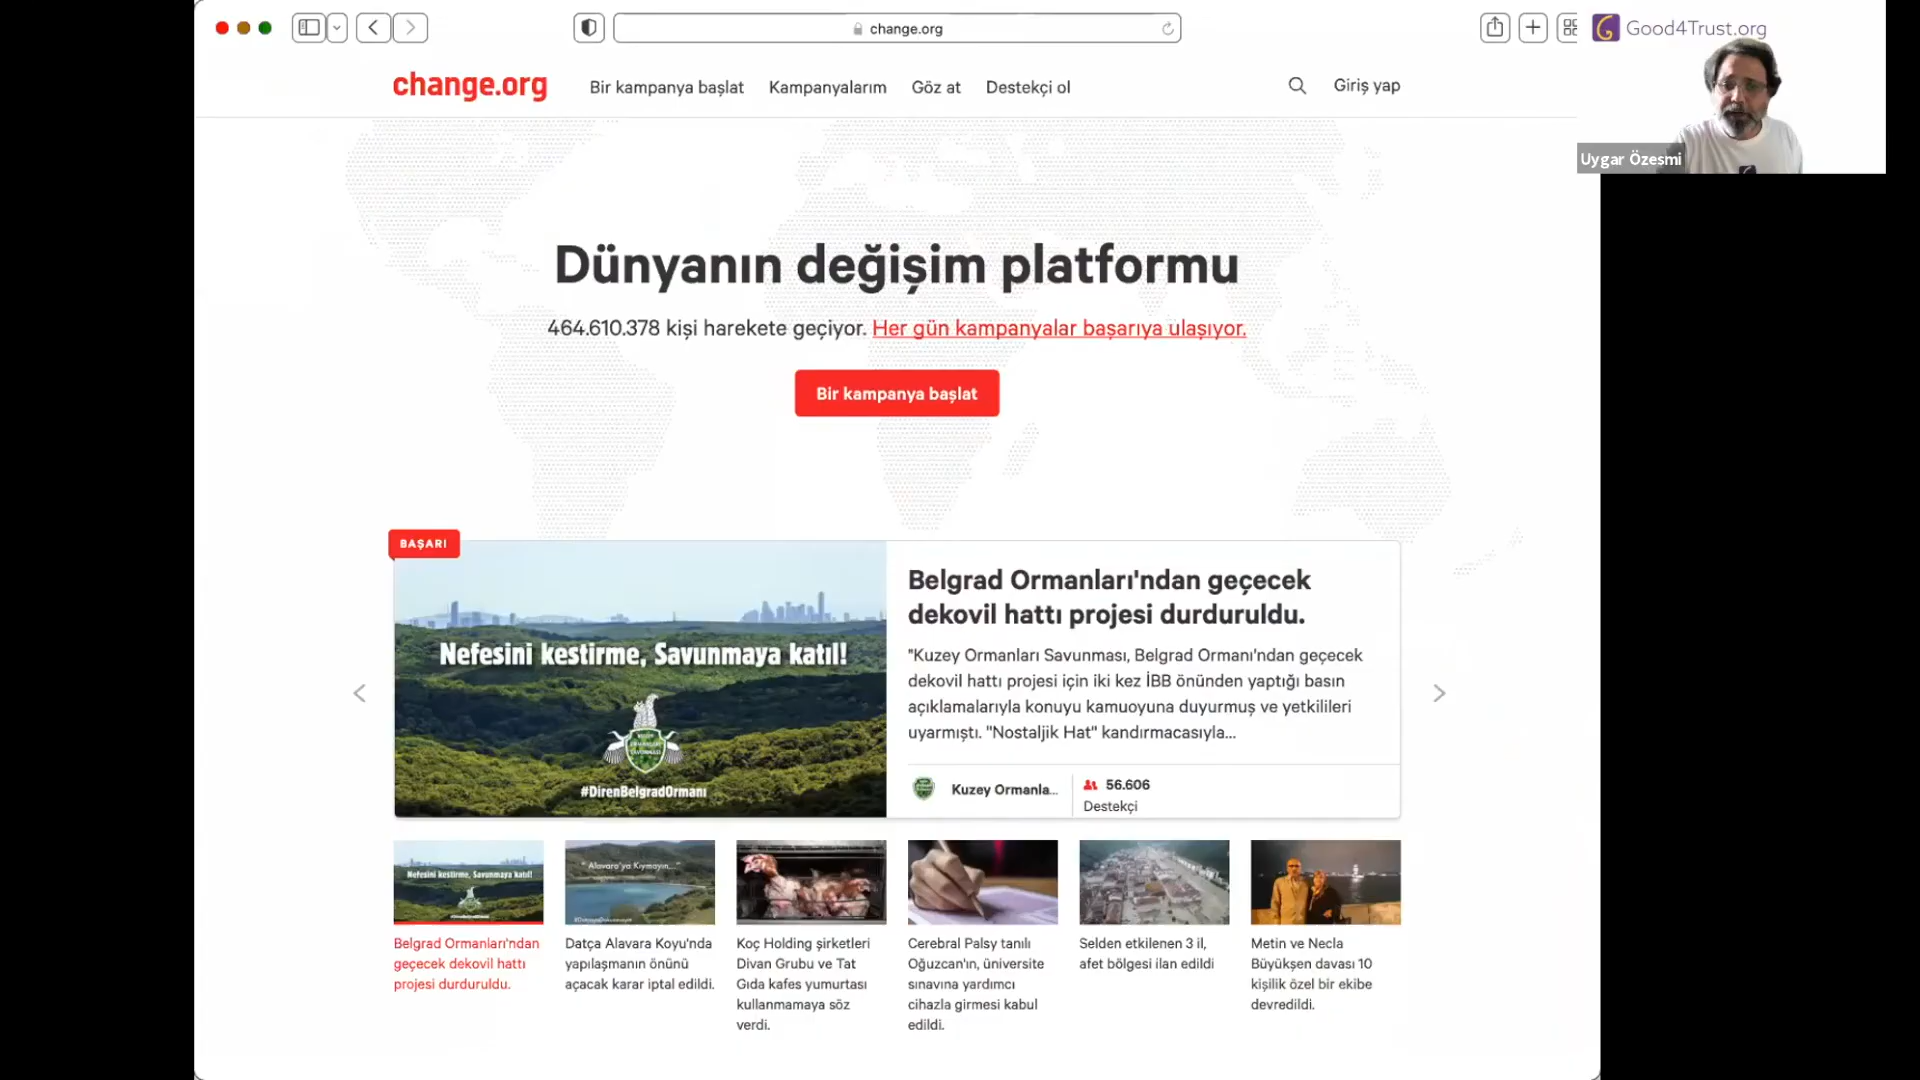 change.org
Good4Trust.org
change.org
Bir kampanya başlat
Kampanyalarım
Göz at
Destekçi ol
Giriş yap
Uygar Özesmi
Dünyanın değişim platformu
464.610.378 kişi harekete geçiyor. Her gün kampanyalar başarıya ulaşıyor.
Bir kampanya başlat
BAŞARI
Nefesini kestirme, Savunmaya katıl!
#DirenBelgradOrmanı
Belgrad Ormanları'ndan geçecek
dekovil hattı projesi durduruldu.
"Kuzey Ormanları Savunması, Belgrad Ormanı'ndan geçecek
dekovil hattı projesi için iki kez İBB önünden yaptığı basın
açıklamalarıyla konuyu kamuoyuna duyurmuş ve yetkilileri
uyarmıştı. "Nostaljik Hat" kandırmacasıyla...
Kuzey Ormanla...
56.606
Destekçi
Nefesini kestirme, Savunmaya katıl!
Belgrad Ormanları'ndan
geçecek dekovil hattı
projesi durduruldu.
"Alavara'ya Kıymayın..."
Datça Alavara Koyu'nda
yapılaşmanın önünü
açacak karar iptal edildi.
Koç Holding şirketleri
Divan Grubu ve Tat
Gıda kafes yumurtası
kullanmamaya söz
verdi.
Cerebral Palsy tanılı
Oğuzcan'ın, üniversite
sınavına yardımcı
cihazla girmesi kabul
edildi.
Selden etkilenen 3 il,
afet bölgesi ilan edildi
Metin ve Necla
Büyükşen davası 10
kişilik özel bir ekibe
devredildi.